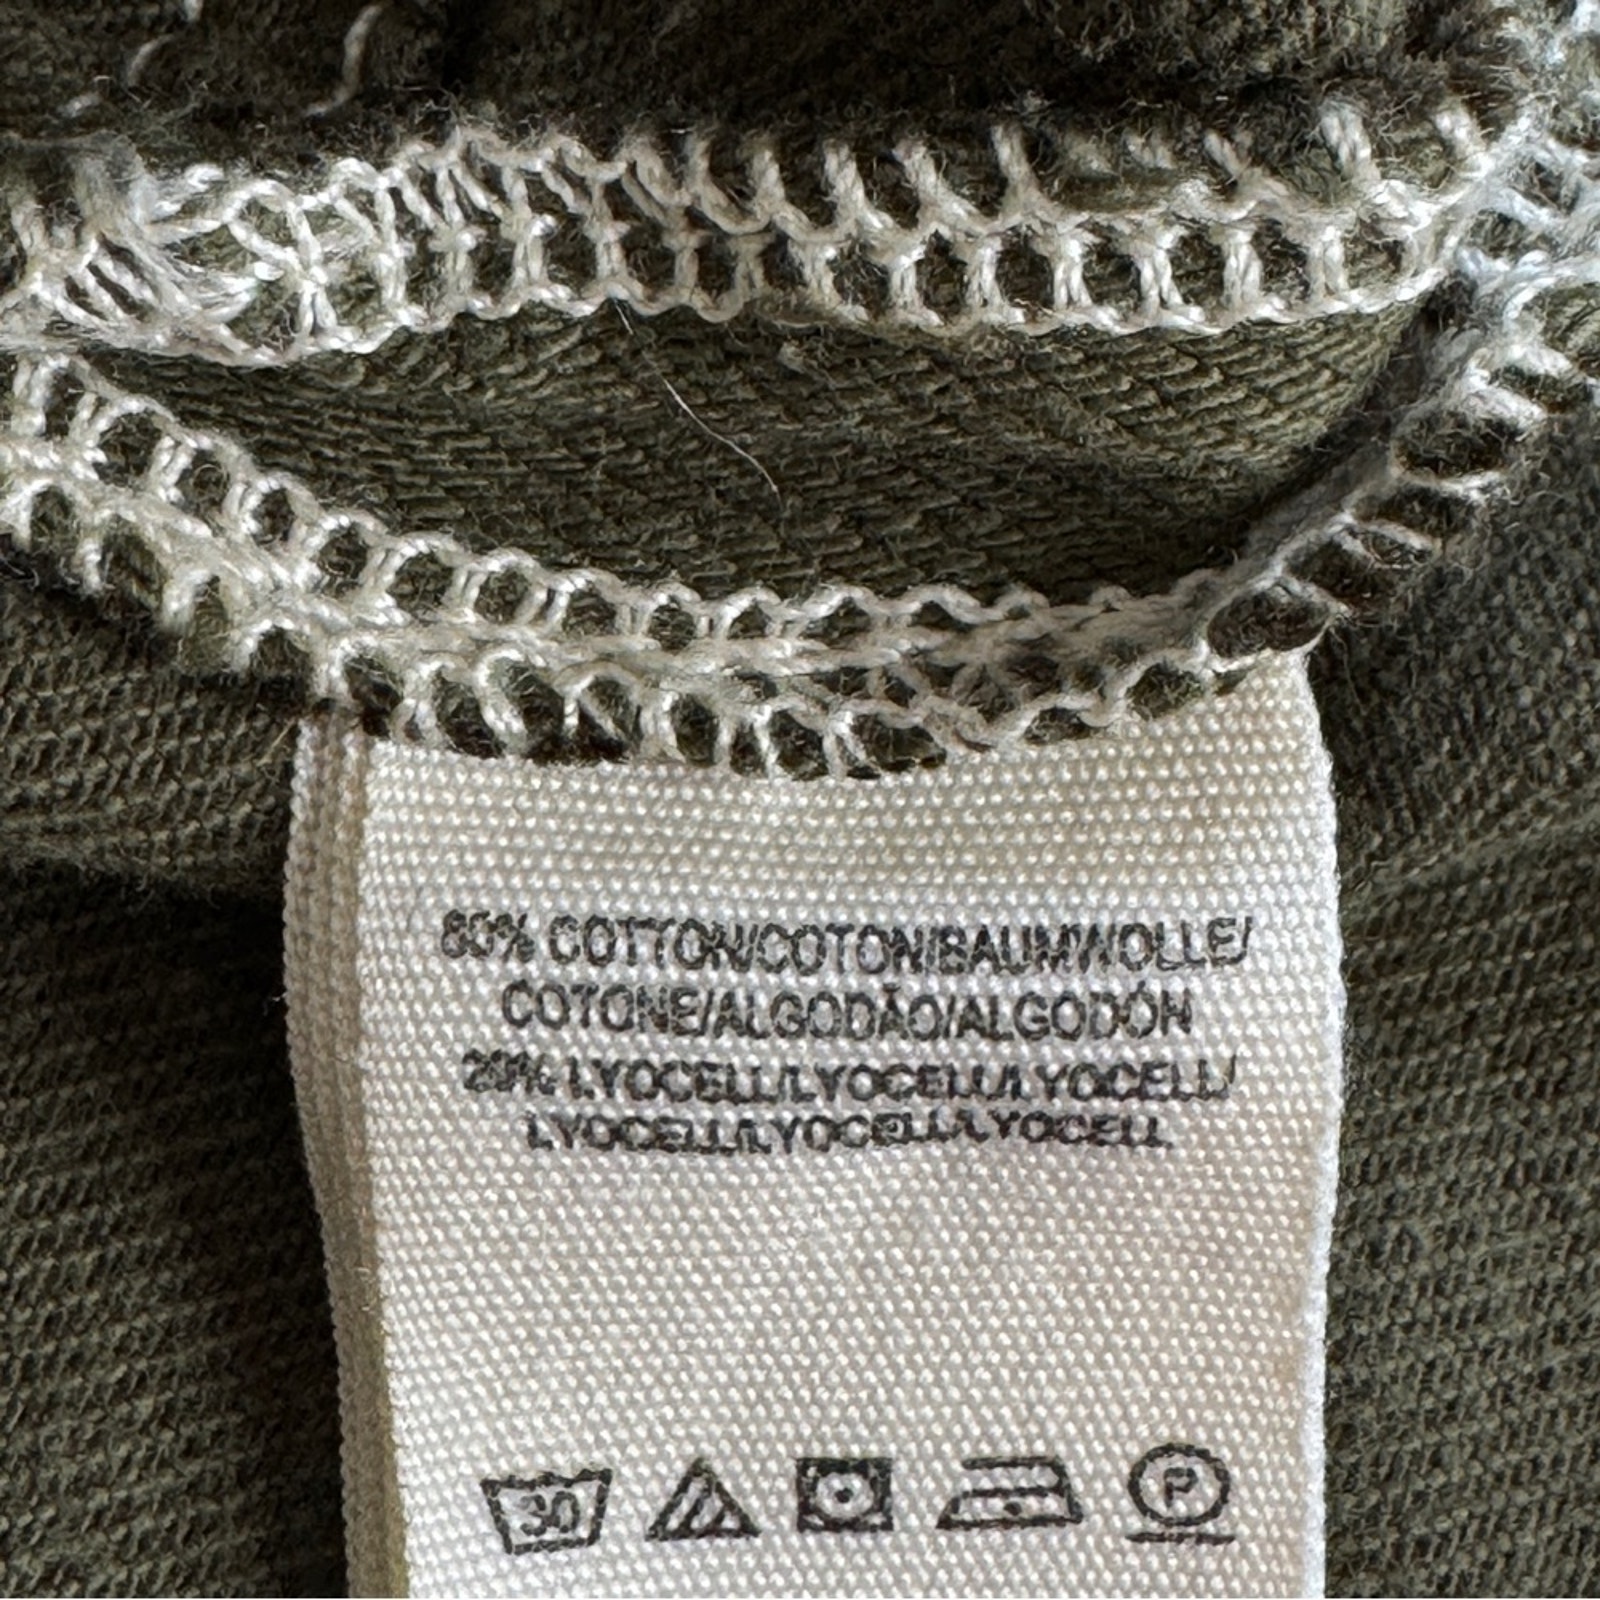 80% COTTON/COTON/BAUMWOLLE/
COTONE/ALGODÃO/ALGODÓN
20% LYOCELL/LYOCELL/LYOCELL/
LYOCELL/LYOCELL/LYOCELL
30
P